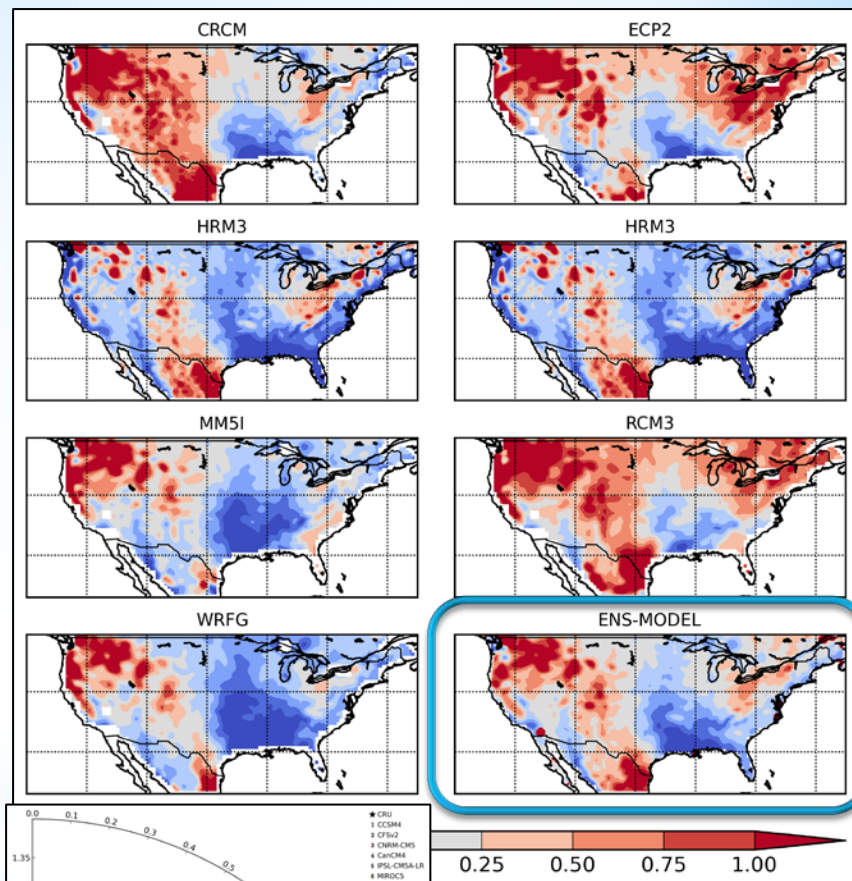 CRCM
ECP2
HRM3
HRM3
MM5I
RCM3
WRFG
ENS-MODEL
0.0
0.1
0.2
0.3
0.4
0.5
1.35
★ CRU
1 CCSM4
2 CFSv2
3 CNRM-CM5
4 CanCM4
5 IPSL-CM5A-LR
6 MIROC5
0.25 0.50 0.75 1.00